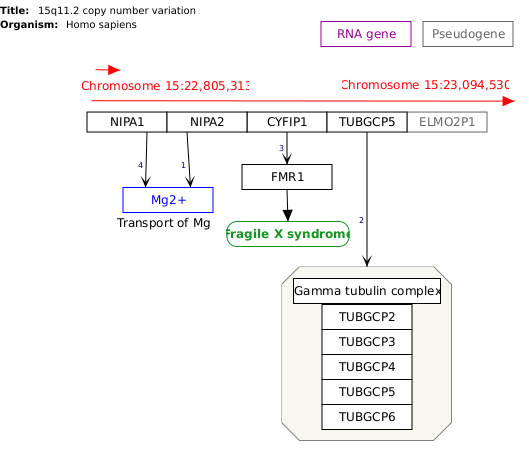 Title: 15q11.2 copy number variation
Organism: Homo sapiens
RNA gene
Pseudogene
Chromosome 15:22,805,313
Chromosome 15:23,094,530
NIPA1 NIPA2 CYFIP1 TUBGCP5 ELMO2P1
4 1 3
FMR1
Mg2+
Transport of Mg
2
Fragile X syndrome
Gamma tubulin complex
TUBGCP2
TUBGCP3
TUBGCP4
TUBGCP5
TUBGCP6